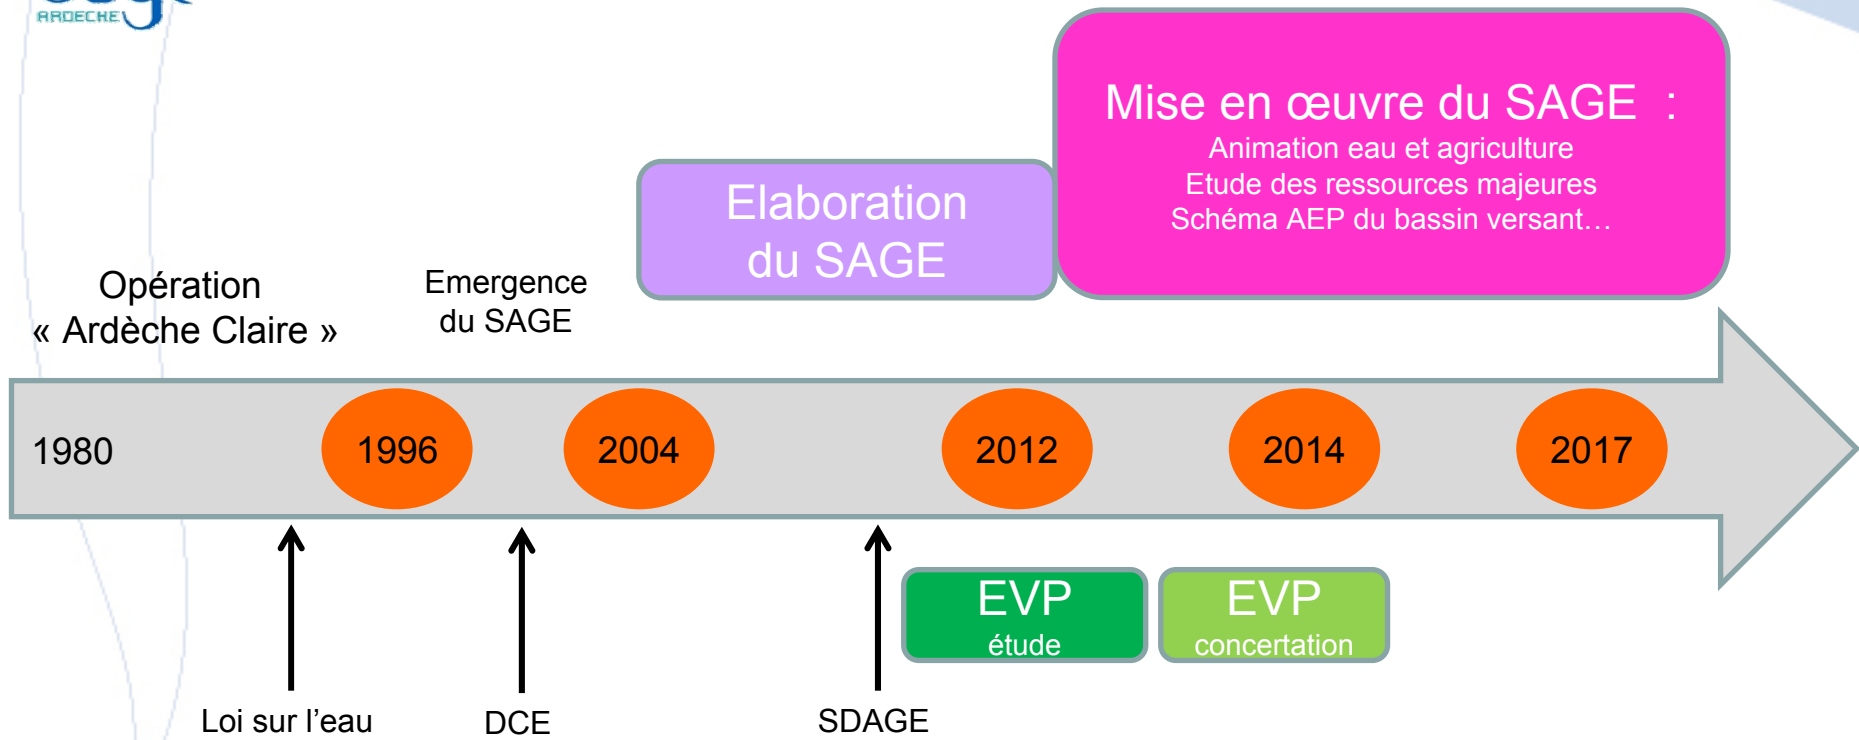 ARDECHE
Mise en œuvre du SAGE :
Animation eau et agriculture
Etude des ressources majeures
Schéma AEP du bassin versant…
Elaboration
du SAGE
Opération
« Ardèche Claire »
Emergence
du SAGE
1980
1996
2004
2012
2014
2017
EVP
étude
EVP
concertation
Loi sur l’eau
DCE
SDAGE